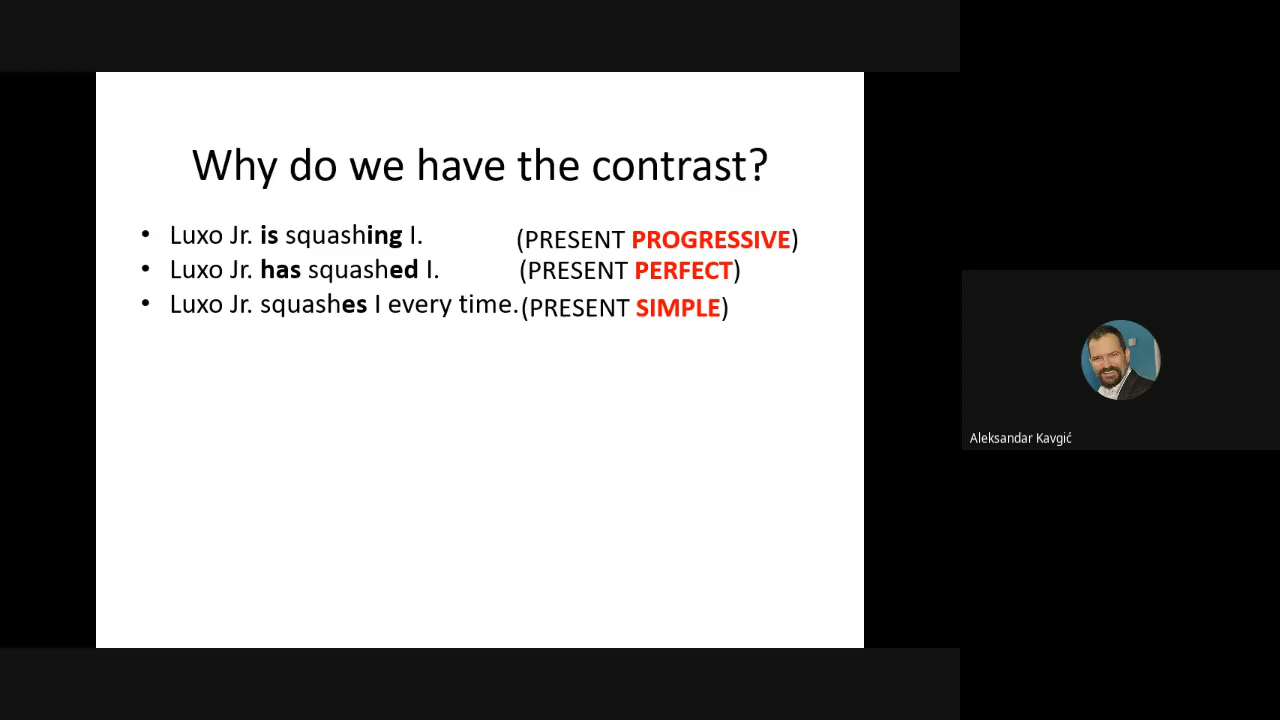 Why do we have the contrast?
• Luxo Jr. is squashing I. (PRESENT PROGRESSIVE)
• Luxo Jr. has squashed I. (PRESENT PERFECT)
• Luxo Jr. squashes I every time. (PRESENT SIMPLE)
Aleksandar Kavgić